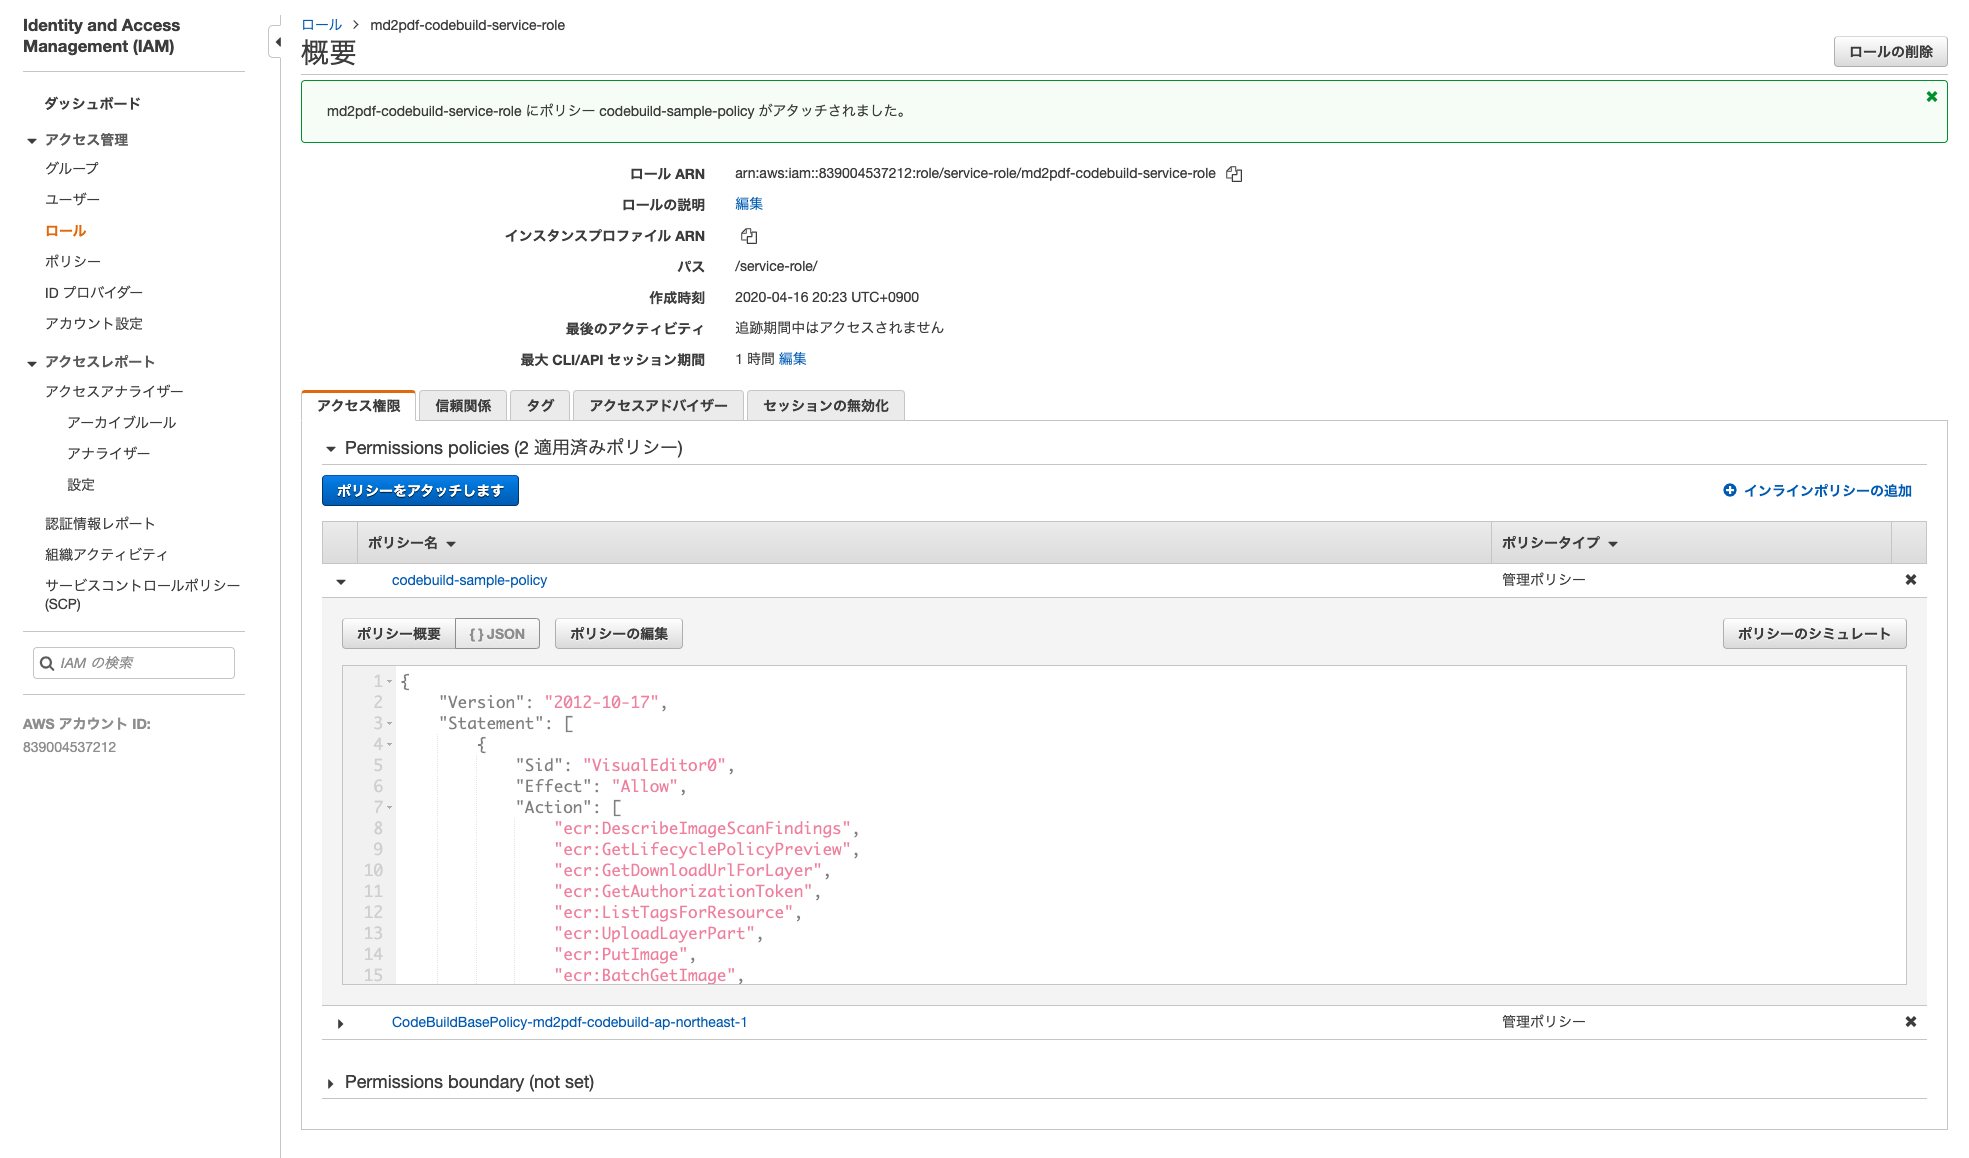 Identity and Access
Management (IAM)
ダッシュボード
アクセス管理
グループ
ユーザー
ロール
ポリシー
ID プロバイダー
アカウント設定
アクセスレポート
アクセスアナライザー
アーカイブルール
アナライザー
設定
認証情報レポート
組織アクティビティ
サービスコントロールポリシー
(SCP)
IAM の検索
AWS アカウント ID:
839004537212
ロール > md2pdf-codebuild-service-role
概要
ロールの削除
md2pdf-codebuild-service-role にポリシー codebuild-sample-policy がアタッチされました。
ロール ARN arn:aws:iam::839004537212:role/service-role/md2pdf-codebuild-service-role
ロールの説明 編集
インスタンスプロファイル ARN
パス /service-role/
作成時刻 2020-04-16 20:23 UTC+0900
最後のアクティビティ 追跡期間中はアクセスされません
最大 CLI/API セッション期間 1 時間 編集
アクセス権限 信頼関係 タグ アクセスアドバイザー セッションの無効化
Permissions policies (2 適用済みポリシー)
ポリシーをアタッチします インラインポリシーの追加
ポリシー名 ポリシータイプ
codebuild-sample-policy 管理ポリシー
ポリシー概要 { } JSON ポリシーの編集 ポリシーのシミュレート
1 {
2 "Version": "2012-10-17",
3 "Statement": [
4 {
5 "Sid": "VisualEditor0",
6 "Effect": "Allow",
7 "Action": [
8 "ecr:DescribeImageScanFindings",
9 "ecr:GetLifecyclePolicyPreview",
10 "ecr:GetDownloadUrlForLayer",
11 "ecr:GetAuthorizationToken",
12 "ecr:ListTagsForResource",
13 "ecr:UploadLayerPart",
14 "ecr:PutImage",
15 "ecr:BatchGetImage",
CodeBuildBasePolicy-md2pdf-codebuild-ap-northeast-1 管理ポリシー
Permissions boundary (not set)